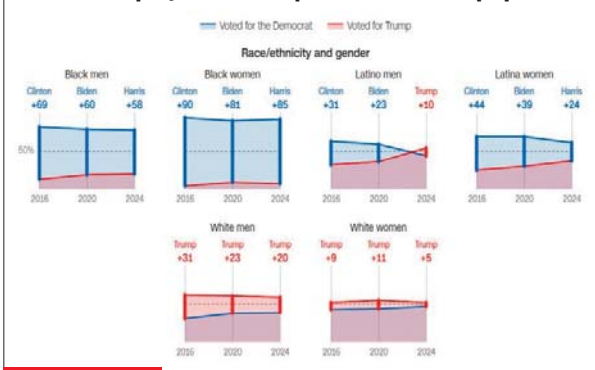 Voted for the Democrat Voted for Trump
Race/ethnicity and gender
Black men Black women Latino men Latina women
Clinton Biden Harris Clinton Biden Harris Clinton Biden Trump Clinton Biden Harris
+69 +60 +58 +90 +81 +85 +31 +23 +10 +44 +39 +24
50%
2016 2020 2024 2016 2020 2024 2016 2020 2024 2016 2020 2024
White men White women
Trump Trump Trump Trump Trump Trump
+31 +23 +20 +9 +11 +5
2016 2020 2024 2016 2020 2024